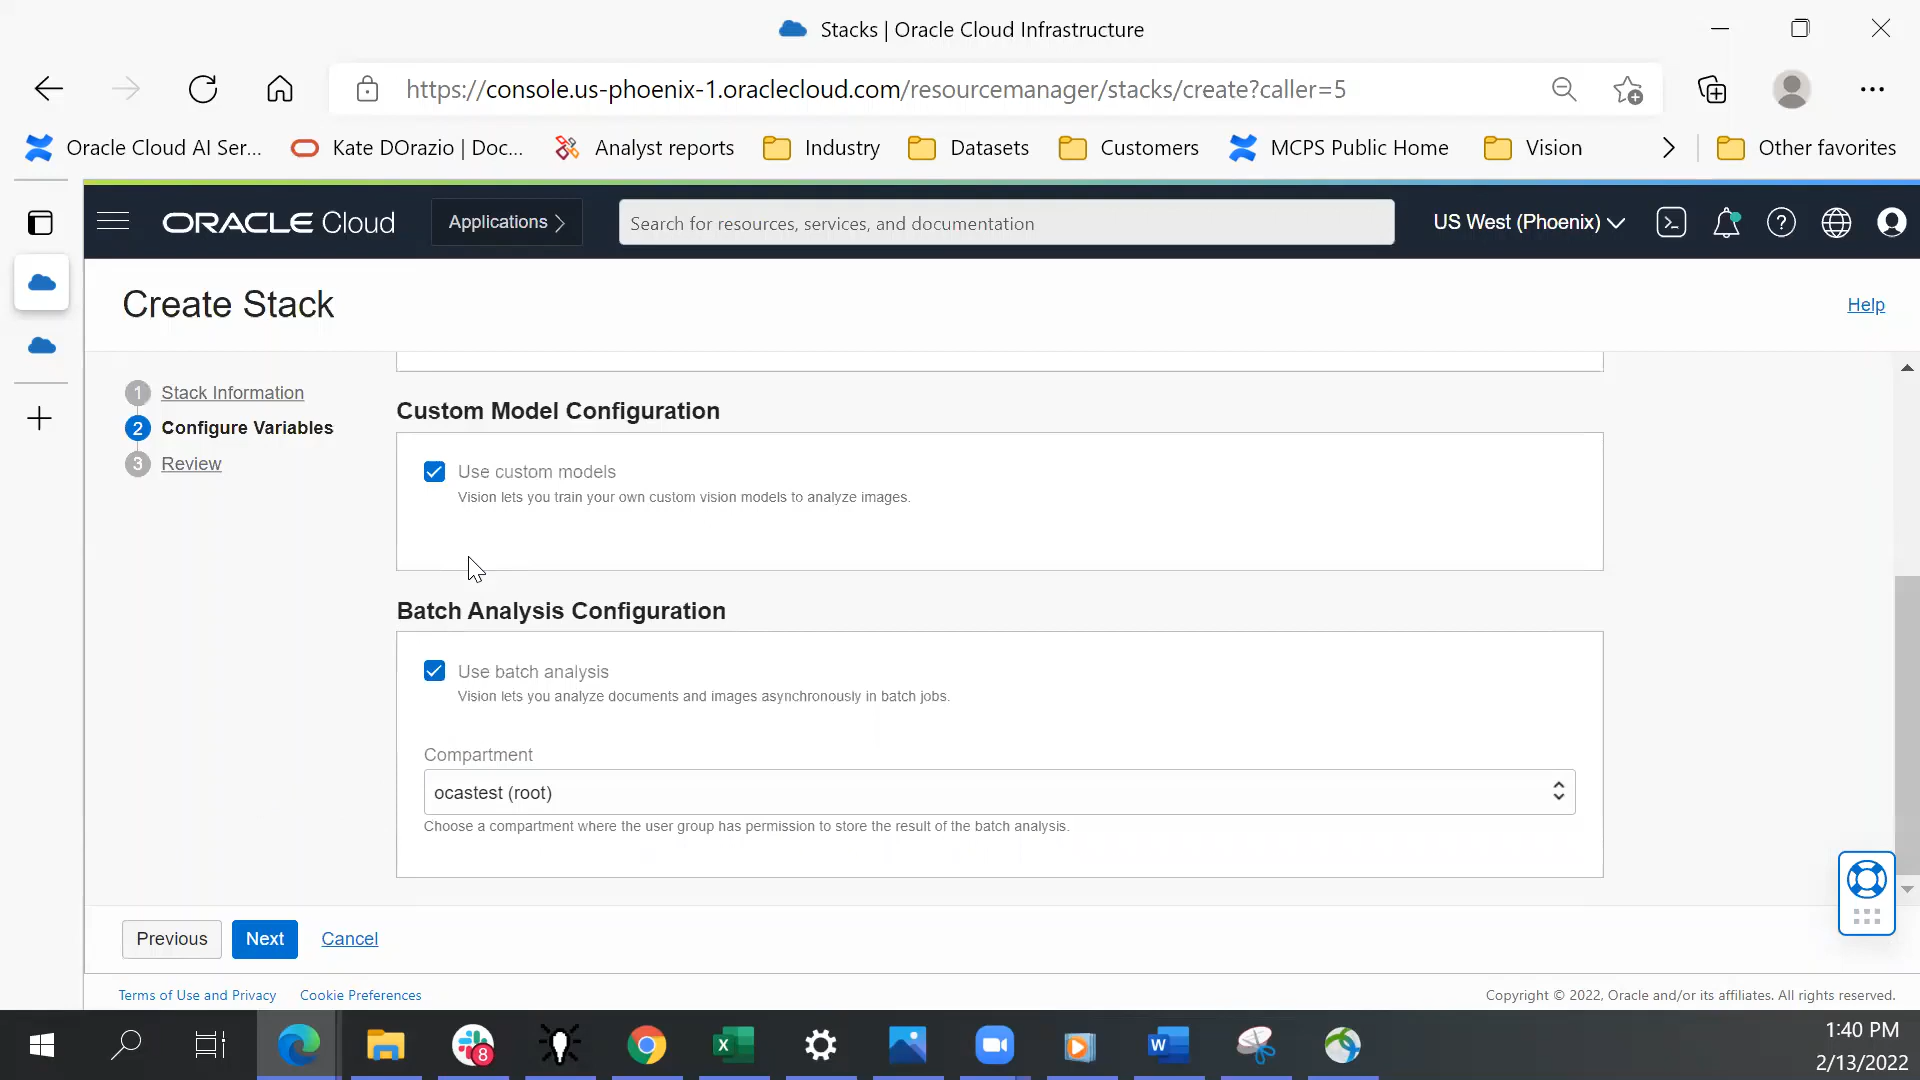 Stacks | Oracle Cloud Infrastructure
https://console.us-phoenix-1.oraclecloud.com/resourcemanager/stacks/create?caller=5
Oracle Cloud AI Ser...
Kate DOrazio | Doc...
Analyst reports
Industry
Datasets
Customers
MCPS Public Home
Vision
Other favorites
ORACLE Cloud
Applications
Search for resources, services, and documentation
US West (Phoenix)
Create Stack
Help
1 Stack Information
2 Configure Variables
3 Review
Custom Model Configuration
Use custom models
Vision lets you train your own custom vision models to analyze images.
Batch Analysis Configuration
Use batch analysis
Vision lets you analyze documents and images asynchronously in batch jobs.
Compartment
ocastest (root)
Choose a compartment where the user group has permission to store the result of the batch analysis.
Previous
Next
Cancel
Terms of Use and Privacy
Cookie Preferences
Copyright © 2022, Oracle and/or its affiliates. All rights reserved.
8
1:40 PM
2/13/2022